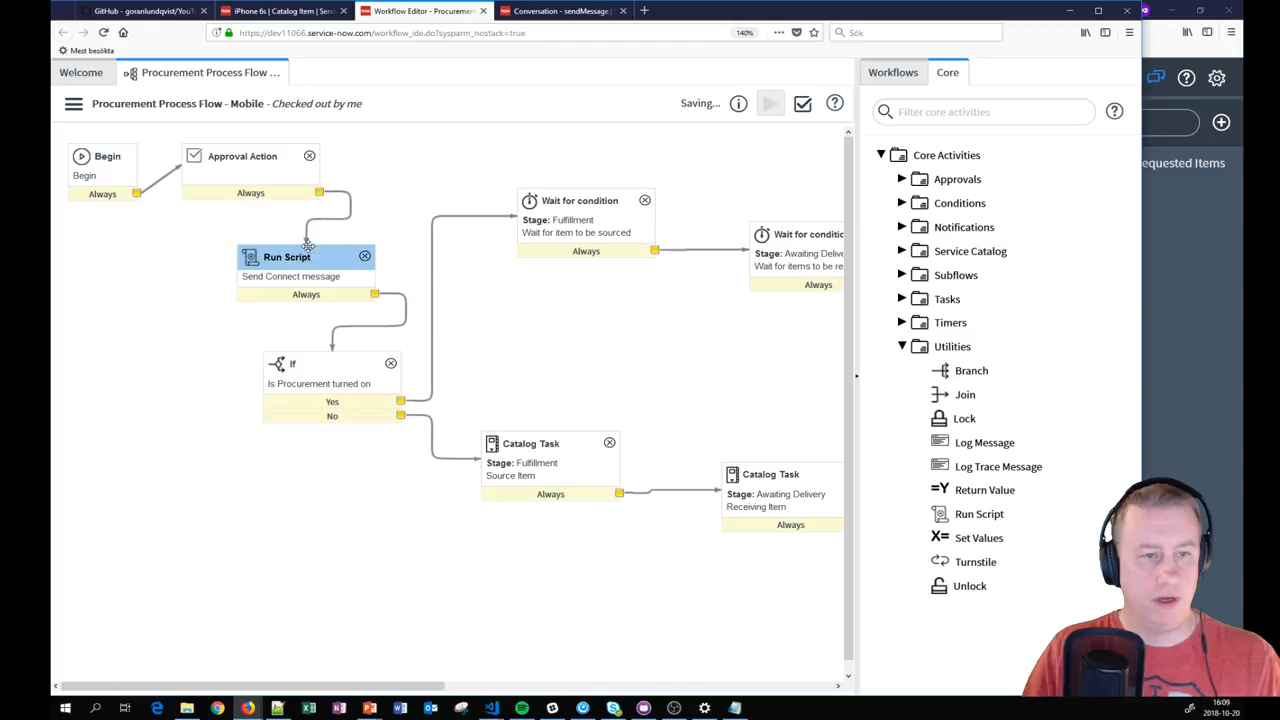 GitHub - goranlundqvist/YouT
iPhone 6s | Catalog Item | Servi
Workflow Editor - Procurement
Conversation - sendMessage |
https://dev11066.service-now.com/workflow_ide.do?sysparm_nostack=true
140%
Sök
Mest besökta
Welcome
Procurement Process Flow ...
Workflows
Core
Procurement Process Flow - Mobile - Checked out by me
Saving...
Filter core activities
Begin
Begin
Always
Approval Action
Always
Run Script
Send Connect message
Always
If
Is Procurement turned on
Yes
No
Wait for condition
Stage: Fulfillment
Wait for item to be sourced
Always
Wait for conditic
Stage: Awaiting Delive
Wait for items to be re
Always
Catalog Task
Stage: Fulfillment
Source Item
Always
Catalog Task
Stage: Awaiting Delivery
Receiving Item
Always
Core Activities
Approvals
Conditions
Notifications
Service Catalog
Subflows
Tasks
Timers
Utilities
Branch
Join
Lock
Log Message
Log Trace Message
Return Value
Run Script
Set Values
Turnstile
Unlock
equested Items
16:09
2018-10-20